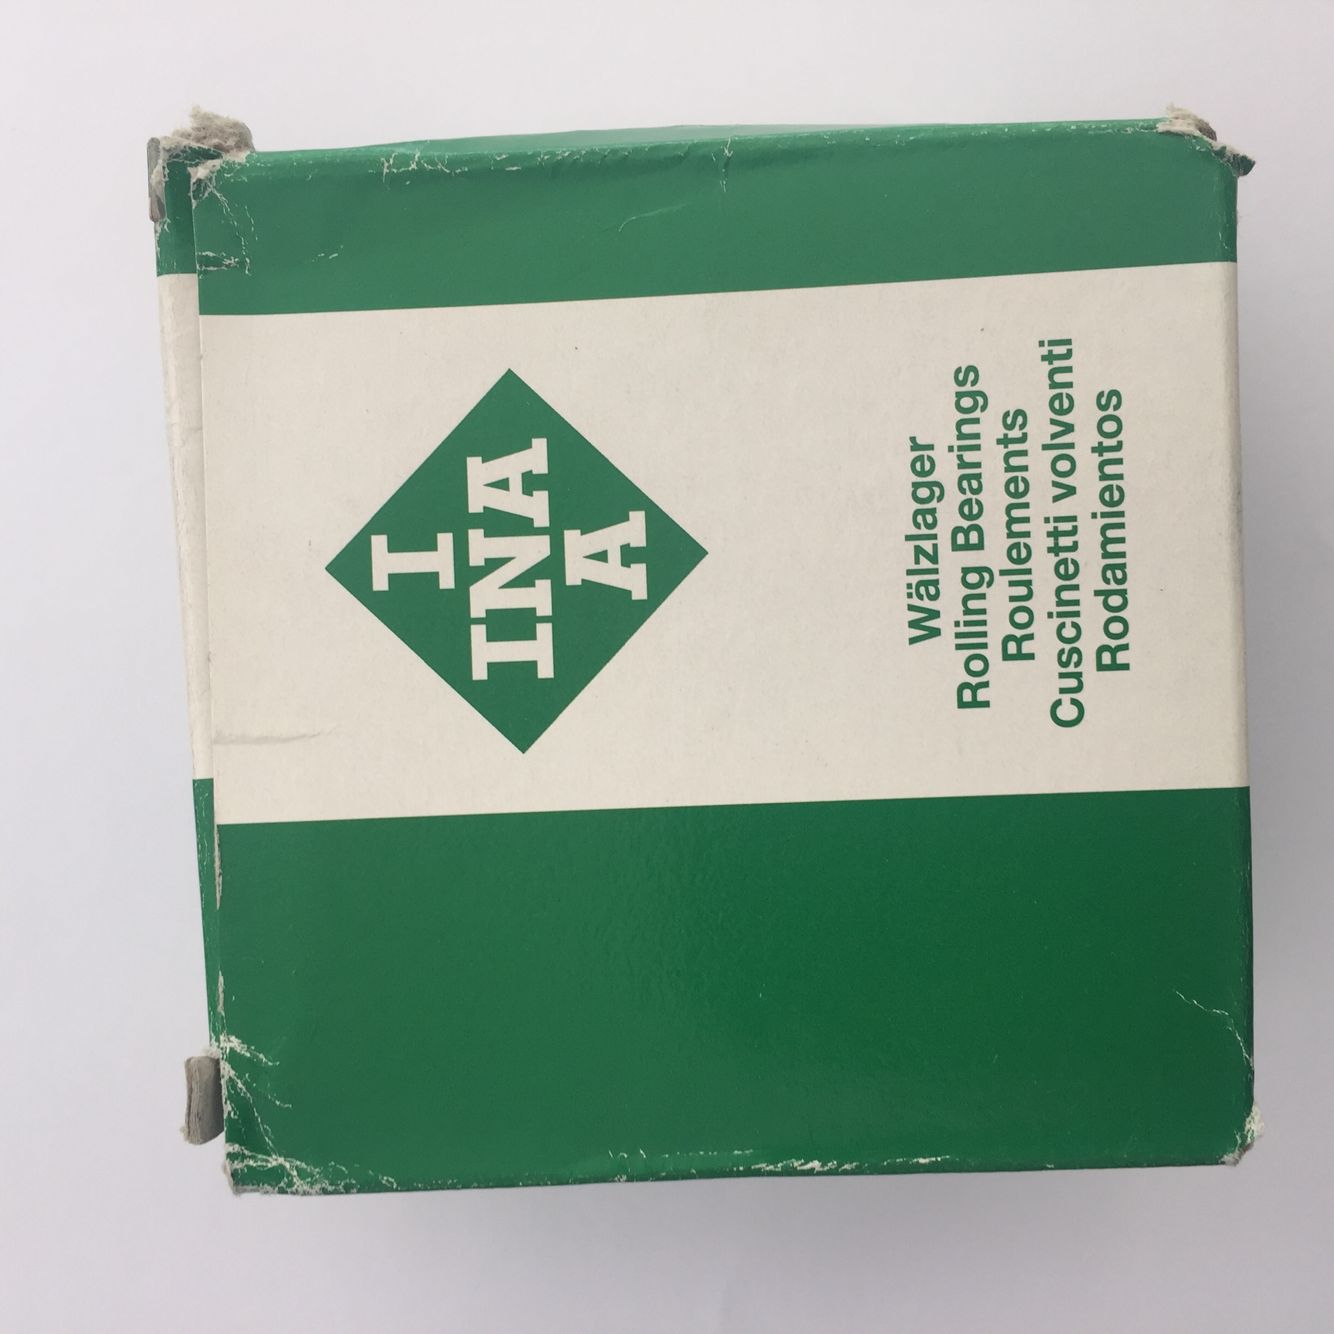 I
INA
A
Wälzlager
Rolling Bearings
Roulements
Cuscinetti volventi
Rodamientos